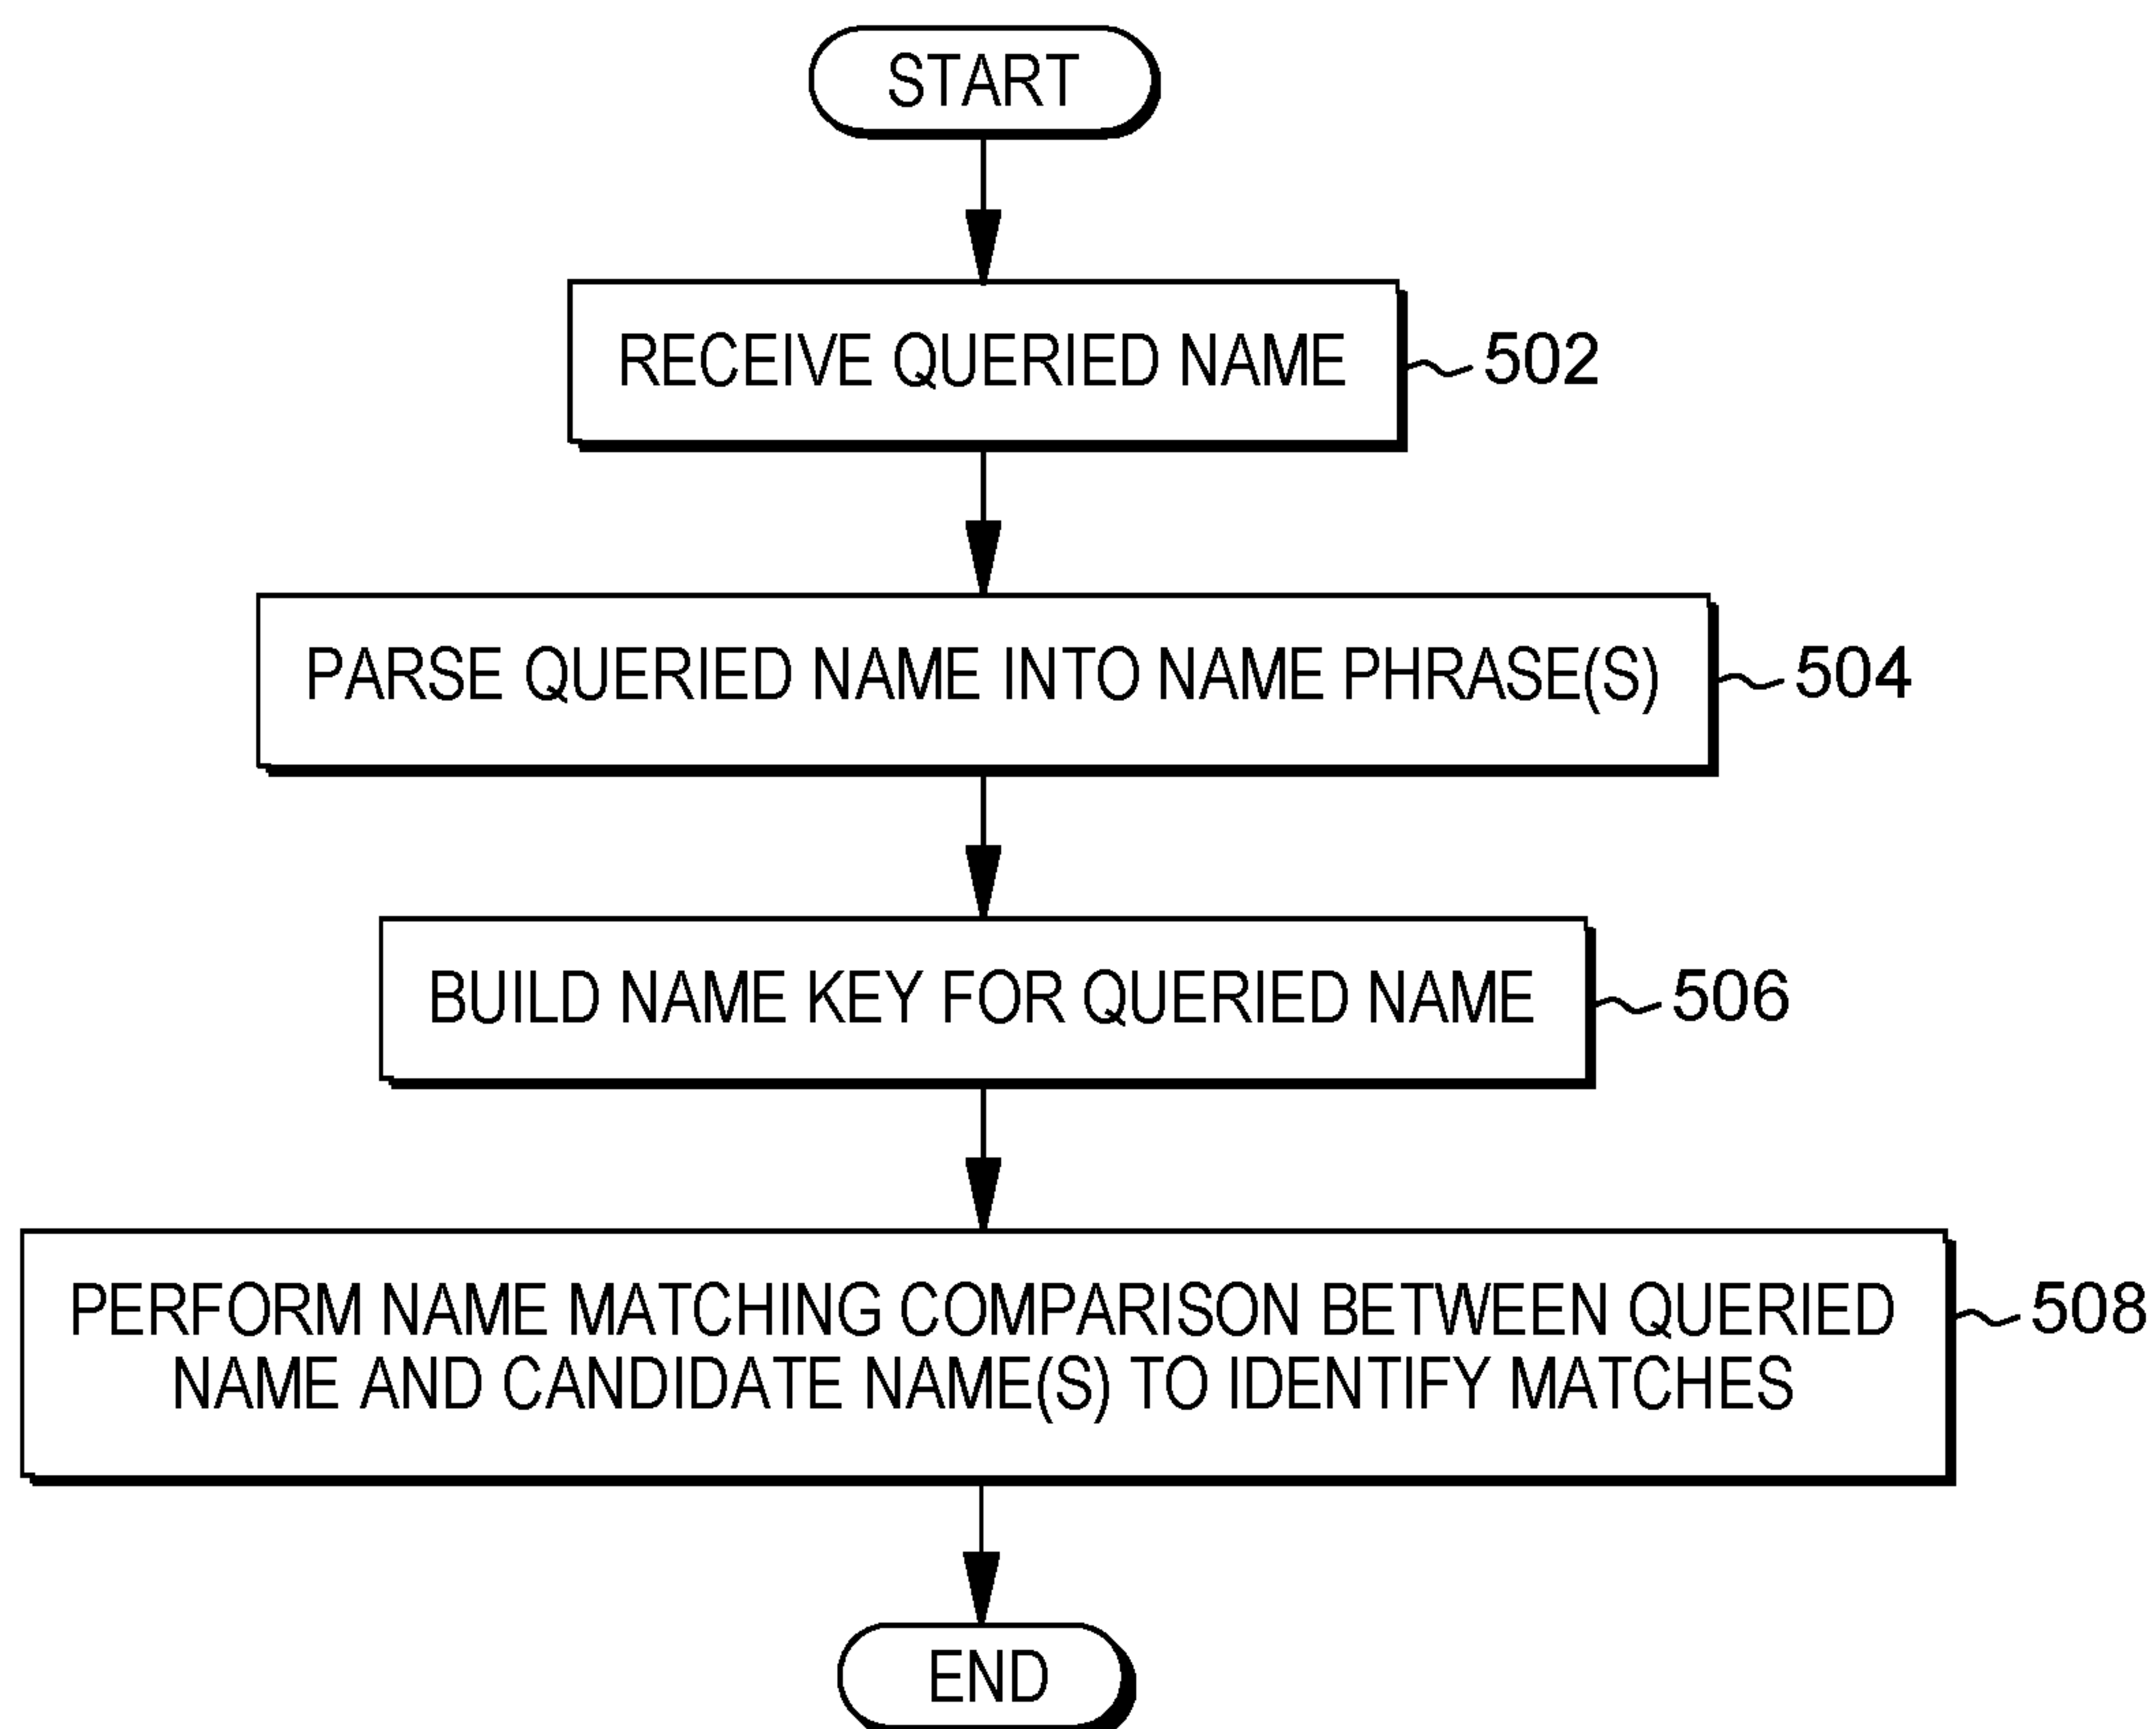 START
RECEIVE QUERIED NAME
502
PARSE QUERIED NAME INTO NAME PHRASE(S)
504
BUILD NAME KEY FOR QUERIED NAME
506
PERFORM NAME MATCHING COMPARISON BETWEEN QUERIED
NAME AND CANDIDATE NAME(S) TO IDENTIFY MATCHES
508
END